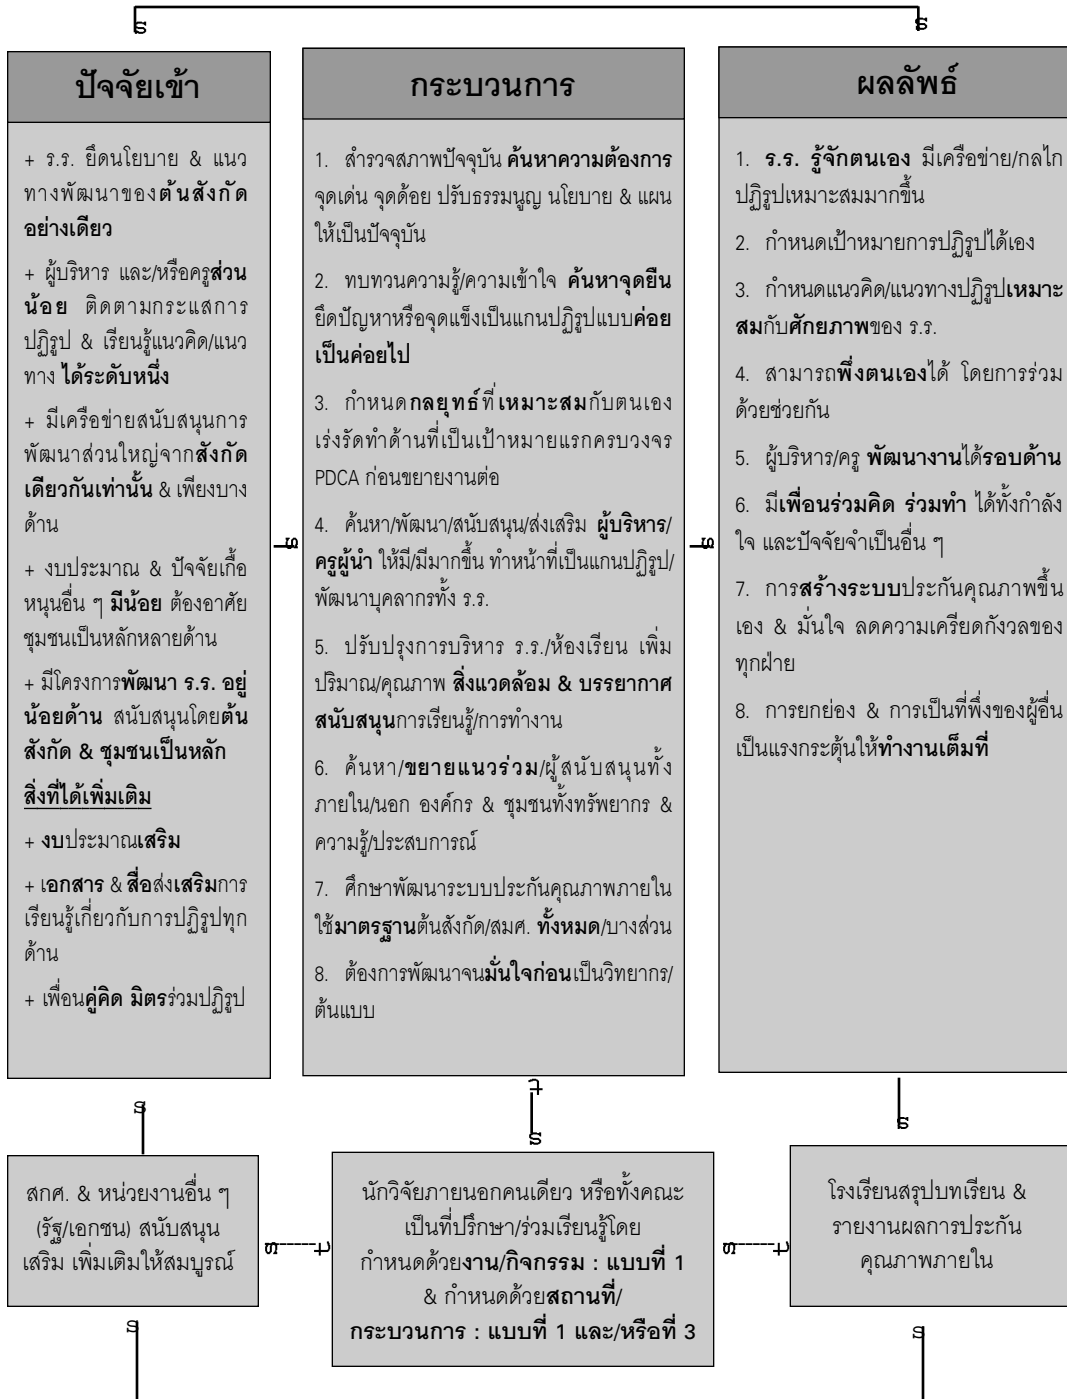 ปัจจัยเข้า
+ ร.ร. ยึดนโยบาย & แนว
ทางพัฒนาของต้นสังกัด
อย่างเดียว
+ ผู้บริหาร และ/หรือครูส่วน
น้อย ติดตามกระแสการ
ปฏิรูป & เรียนรู้แนวคิด/แนว
ทาง ได้ระดับหนึ่ง
+ มีเครือข่ายสนับสนุนการ
พัฒนาส่วนใหญ่จากสังกัด
เดียวกันเท่านั้น & เพียงบาง
ด้าน
+ งบประมาณ & ปัจจัยเกื้อ
หนุนอื่น ๆ มีน้อย ต้องอาศัย
ชุมชนเป็นหลักหลายด้าน
+ มีโครงการพัฒนา ร.ร. อยู่
น้อยด้าน สนับสนุนโดยต้น
สังกัด & ชุมชนเป็นหลัก
สิ่งที่ได้เพิ่มเติม
+ งบประมาณเสริม
+ เอกสาร & สื่อส่งเสริมการ
เรียนรู้เกี่ยวกับการปฏิรูปทุก
ด้าน
+ เพื่อนคู่คิด มิตรร่วมปฏิรูป
กระบวนการ
1. สำรวจสภาพปัจจุบัน ค้นหาความต้องการ
จุดเด่น จุดด้อย ปรับธรรมนูญ นโยบาย & แผน
ให้เป็นปัจจุบัน
2. ทบทวนความรู้/ความเข้าใจ ค้นหาจุดยืน
ยึดปัญหาหรือจุดแข็งเป็นแกนปฏิรูปแบบค่อย
เป็นค่อยไป
3. กำหนดกลยุทธ์ที่เหมาะสมกับตนเอง
เร่งรัดทำด้านที่เป็นเป้าหมายแรกครบวงจร
PDCA ก่อนขยายงานต่อ
4. ค้นหา/พัฒนา/สนับสนุน/ส่งเสริม ผู้บริหาร/
ครูผู้นำ ให้มี/มีมากขึ้น ทำหน้าที่เป็นแกนปฏิรูป/
พัฒนาบุคลากรทั้ง ร.ร.
5. ปรับปรุงการบริหาร ร.ร./ห้องเรียน เพิ่ม
ปริมาณ/คุณภาพ สิ่งแวดล้อม & บรรยากาศ
สนับสนุนการเรียนรู้/การทำงาน
6. ค้นหา/ขยายแนวร่วม/ผู้สนับสนุนทั้ง
ภายใน/นอก องค์กร & ชุมชนทั้งทรัพยากร &
ความรู้/ประสบการณ์
7. ศึกษาพัฒนาระบบประกันคุณภาพภายใน
ใช้มาตรฐานต้นสังกัด/สมศ. ทั้งหมด/บางส่วน
8. ต้องการพัฒนาจนมั่นใจก่อนเป็นวิทยากร/
ต้นแบบ
ผลลัพธ์
1. ร.ร. รู้จักตนเอง มีเครือข่าย/กลไก
ปฏิรูปเหมาะสมมากขึ้น
2. กำหนดเป้าหมายการปฏิรูปได้เอง
3. กำหนดแนวคิด/แนวทางปฏิรูปเหมาะ
สมกับศักยภาพของ ร.ร.
4. สามารถพึ่งตนเองได้ โดยการร่วม
ด้วยช่วยกัน
5. ผู้บริหาร/ครู พัฒนางานได้รอบด้าน
6. มีเพื่อนร่วมคิด ร่วมทำ ได้ทั้งกำลัง
ใจ และปัจจัยจำเป็นอื่น ๆ
7. การสร้างระบบประกันคุณภาพขึ้น
เอง & มั่นใจ ลดความเครียดกังวลของ
ทุกฝ่าย
8. การยกย่อง & การเป็นที่พึ่งของผู้อื่น
เป็นแรงกระตุ้นให้ทำงานเต็มที่
สกศ. & หน่วยงานอื่น ๆ
(รัฐ/เอกชน) สนับสนุน
เสริม เพิ่มเติมให้สมบูรณ์
นักวิจัยภายนอกคนเดียว หรือทั้งคณะ
เป็นที่ปรึกษา/ร่วมเรียนรู้โดย
กำหนดด้วยงาน/กิจกรรม : แบบที่ 1
& กำหนดด้วยสถานที่/
กระบวนการ : แบบที่ 1 และ/หรือที่ 3
โรงเรียนสรุปบทเรียน &
รายงานผลการประกัน
คุณภาพภายใน